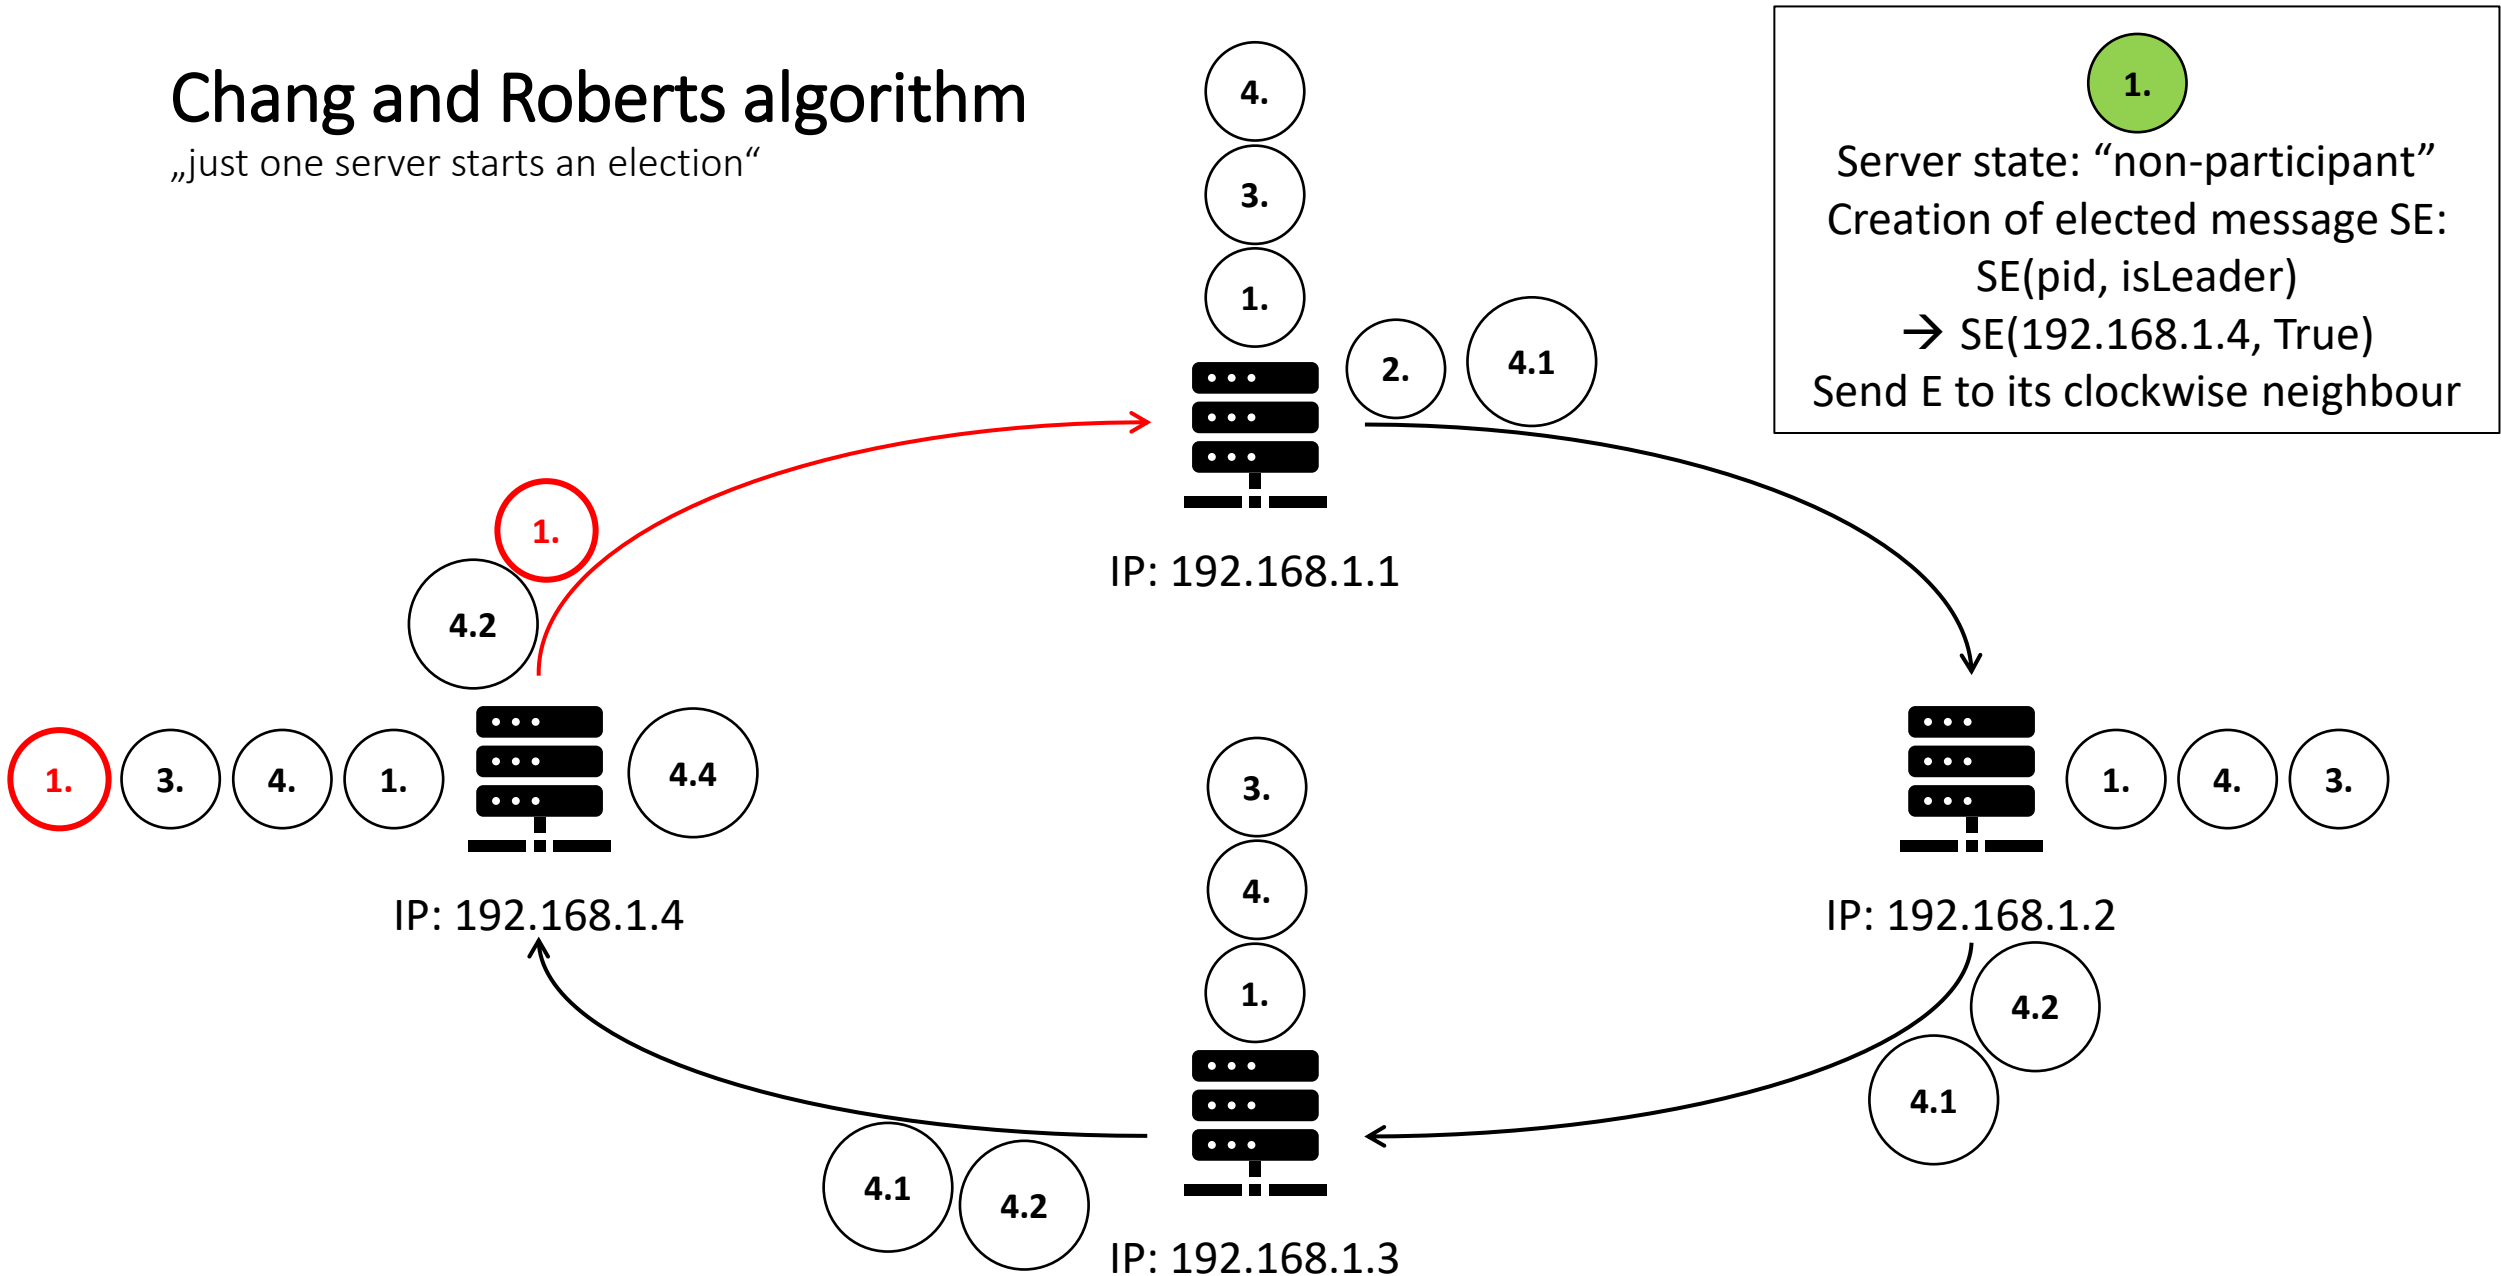 Chang and Roberts algorithm
„just one server starts an election“
4.
3.
1.
2.
4.1
1.
Server state: “non-participant”
Creation of elected message SE:
SE(pid, isLeader)
→ SE(192.168.1.4, True)
Send E to its clockwise neighbour
IP: 192.168.1.1
1.
4.2
1.
3.
4.
1.
4.4
IP: 192.168.1.4
3.
4.
1.
1.
4.
3.
IP: 192.168.1.2
4.2
4.1
4.1
4.2
IP: 192.168.1.3